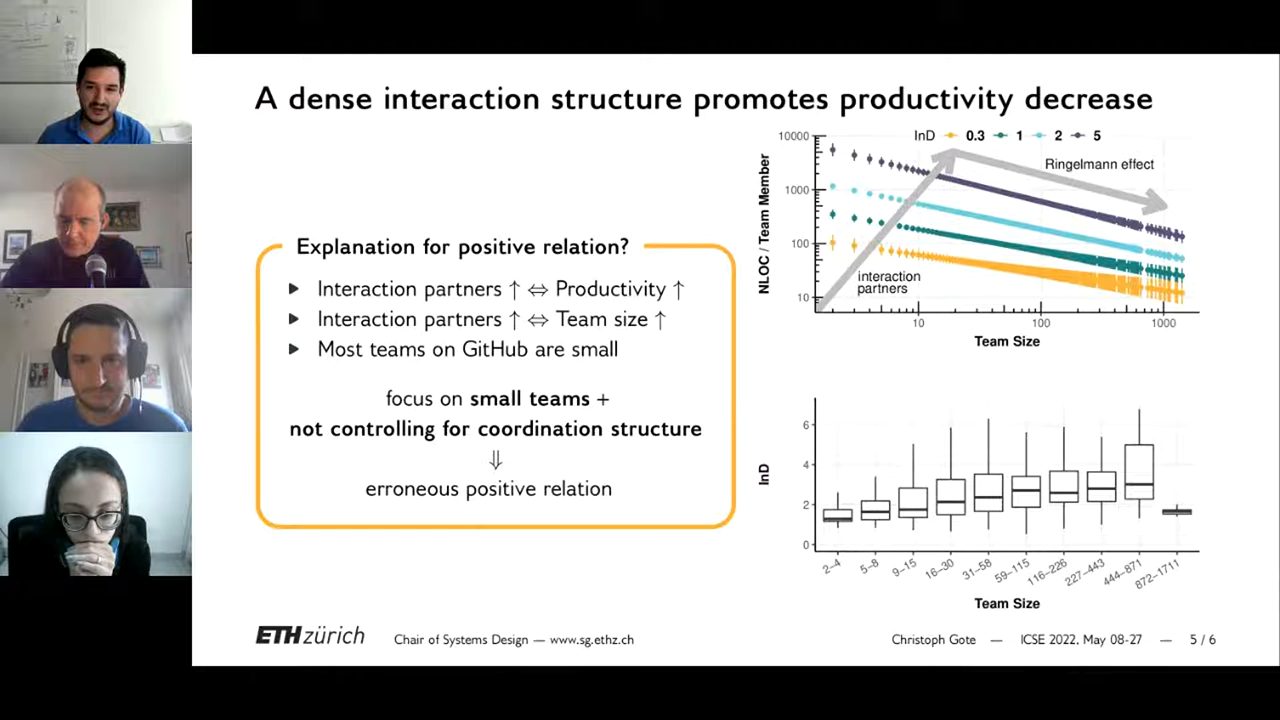 A dense interaction structure promotes productivity decrease
Explanation for positive relation?
Interaction partners ↑ ⇔ Productivity ↑
Interaction partners ↑ ⇔ Team size ↑
Most teams on GitHub are small
focus on small teams +
not controlling for coordination structure
⇓
erroneous positive relation
InD 0.3 1 2 5
Ringelmann effect
interaction
partners
NLOC / Team Member
10000
1000
100
10
10 100 1000
Team Size
InD
6
4
2
0
2–4 5–8 9–15 16–30 31–58 59–115 116–226 227–443 444–871 872–1711
Team Size
ETH zürich
Chair of Systems Design — www.sg.ethz.ch
Christoph Gote — ICSE 2022, May 08-27 — 5 / 6